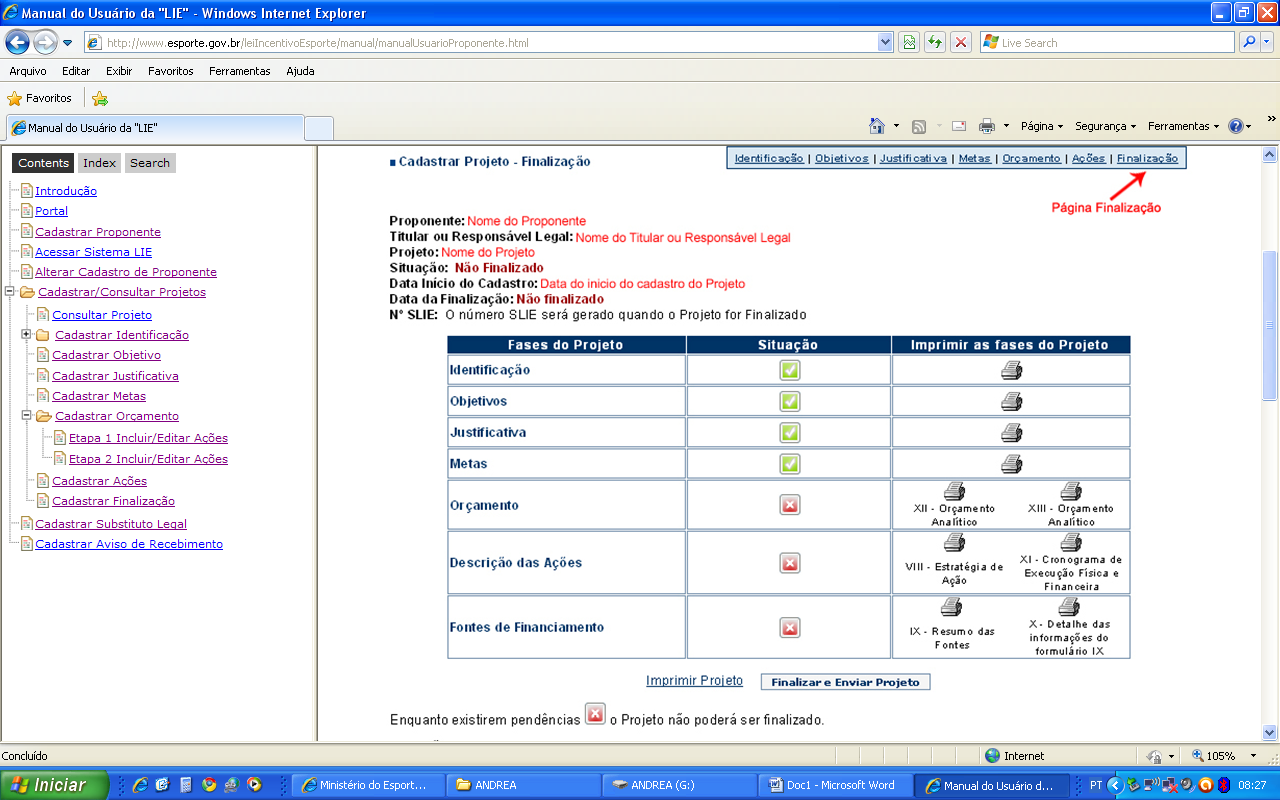 Manual do Usuário da "LIE" - Windows Internet Explorer
http://www.esporte.gov.br/leiIncentivoEsporte/manual/manualUsuarioProponente.html
Live Search
Arquivo Editar Exibir Favoritos Ferramentas Ajuda
Favoritos
Manual do Usuário da "LIE"
Página Segurança Ferramentas »
Contents Index Search
Introdução
Portal
Cadastrar Proponente
Acessar Sistema LIE
Alterar Cadastro de Proponente
Cadastrar/Consultar Projetos
Consultar Projeto
Cadastrar Identificação
Cadastrar Objetivo
Cadastrar Justificativa
Cadastrar Metas
Cadastrar Orçamento
Etapa 1 Incluir/Editar Ações
Etapa 2 Incluir/Editar Ações
Cadastrar Ações
Cadastrar Finalização
Cadastrar Substituto Legal
Cadastrar Aviso de Recebimento
Cadastrar Projeto - Finalização
Identificação | Objetivos | Justificativa | Metas | Orçamento | Ações | Finalização
Página Finalização
Proponente: Nome do Proponente
Titular ou Responsável Legal: Nome do Titular ou Responsável Legal
Projeto: Nome do Projeto
Situação: Não Finalizado
Data Início do Cadastro: Data do inicio do cadastro do Projeto
Data da Finalização: Não finalizado
N° SLIE: O número SLIE será gerado quando o Projeto for Finalizado
Fases do Projeto Situação Imprimir as fases do Projeto
Identificação
Objetivos
Justificativa
Metas
Orçamento
XII - Orçamento Analítico
XIII - Orçamento Analítico
Descrição das Ações
VIII - Estratégia de Ação
XI - Cronograma de Execução Física e Financeira
Fontes de Financiamento
IX - Resumo das Fontes
X - Detalhe das informações do formulário IX
Imprimir Projeto Finalizar e Enviar Projeto
Enquanto existirem pendências o Projeto não poderá ser finalizado.
Concluído Internet 105%
Iniciar Ministério do Esport... ANDREA ANDREA (G:) Doc1 - Microsoft Word Manual do Usuário d... PT 08:27